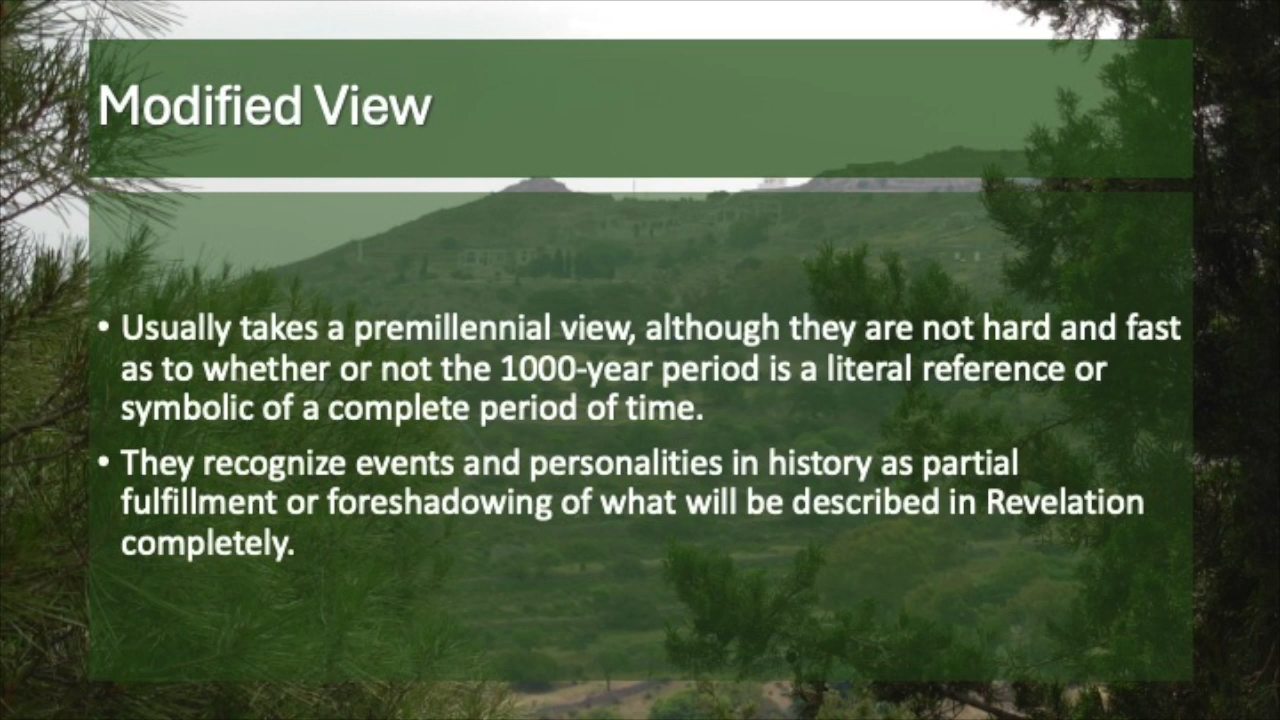 Modified View
• Usually takes a premillennial view, although they are not hard and fast
as to whether or not the 1000-year period is a literal reference or
symbolic of a complete period of time.
• They recognize events and personalities in history as partial
fulfillment or foreshadowing of what will be described in Revelation
completely.